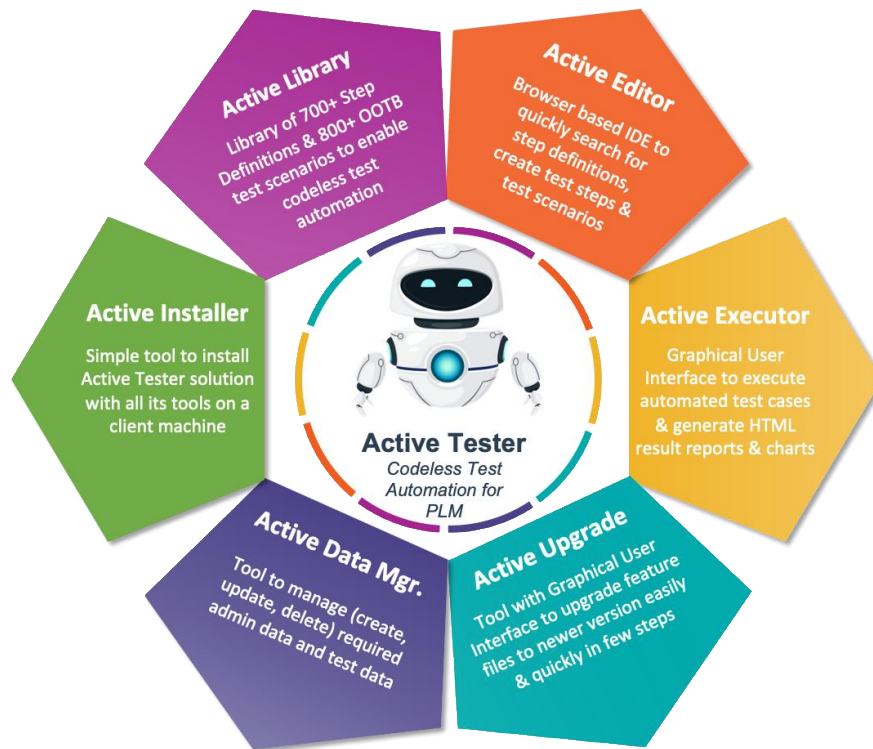 Active Library
Library of 700+ Step
Definitions & 800+ OOTB
test scenarios to enable
codeless test
automation
Active Editor
Browser based IDE to
quickly search for
step definitions,
create test steps &
test scenarios
Active Installer
Simple tool to install
Active Tester solution
with all its tools on a
client machine
Active Tester
Codeless Test
Automation for
PLM
Active Executor
Graphical User
Interface to execute
automated test cases
& generate HTML
result reports & charts
Active Data Mgr.
Tool to manage (create,
update, delete) required
admin data and test data
Active Upgrade
Tool with Graphical User
Interface to upgrade feature
files to newer version easily
& quickly in few steps